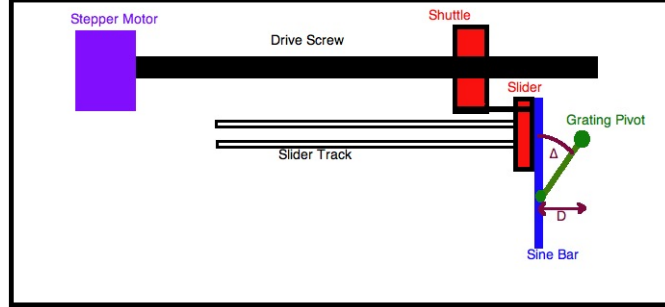 Stepper Motor
Shuttle
Drive Screw
Slider
Grating Pivot
Δ
Slider Track
D
Sine Bar